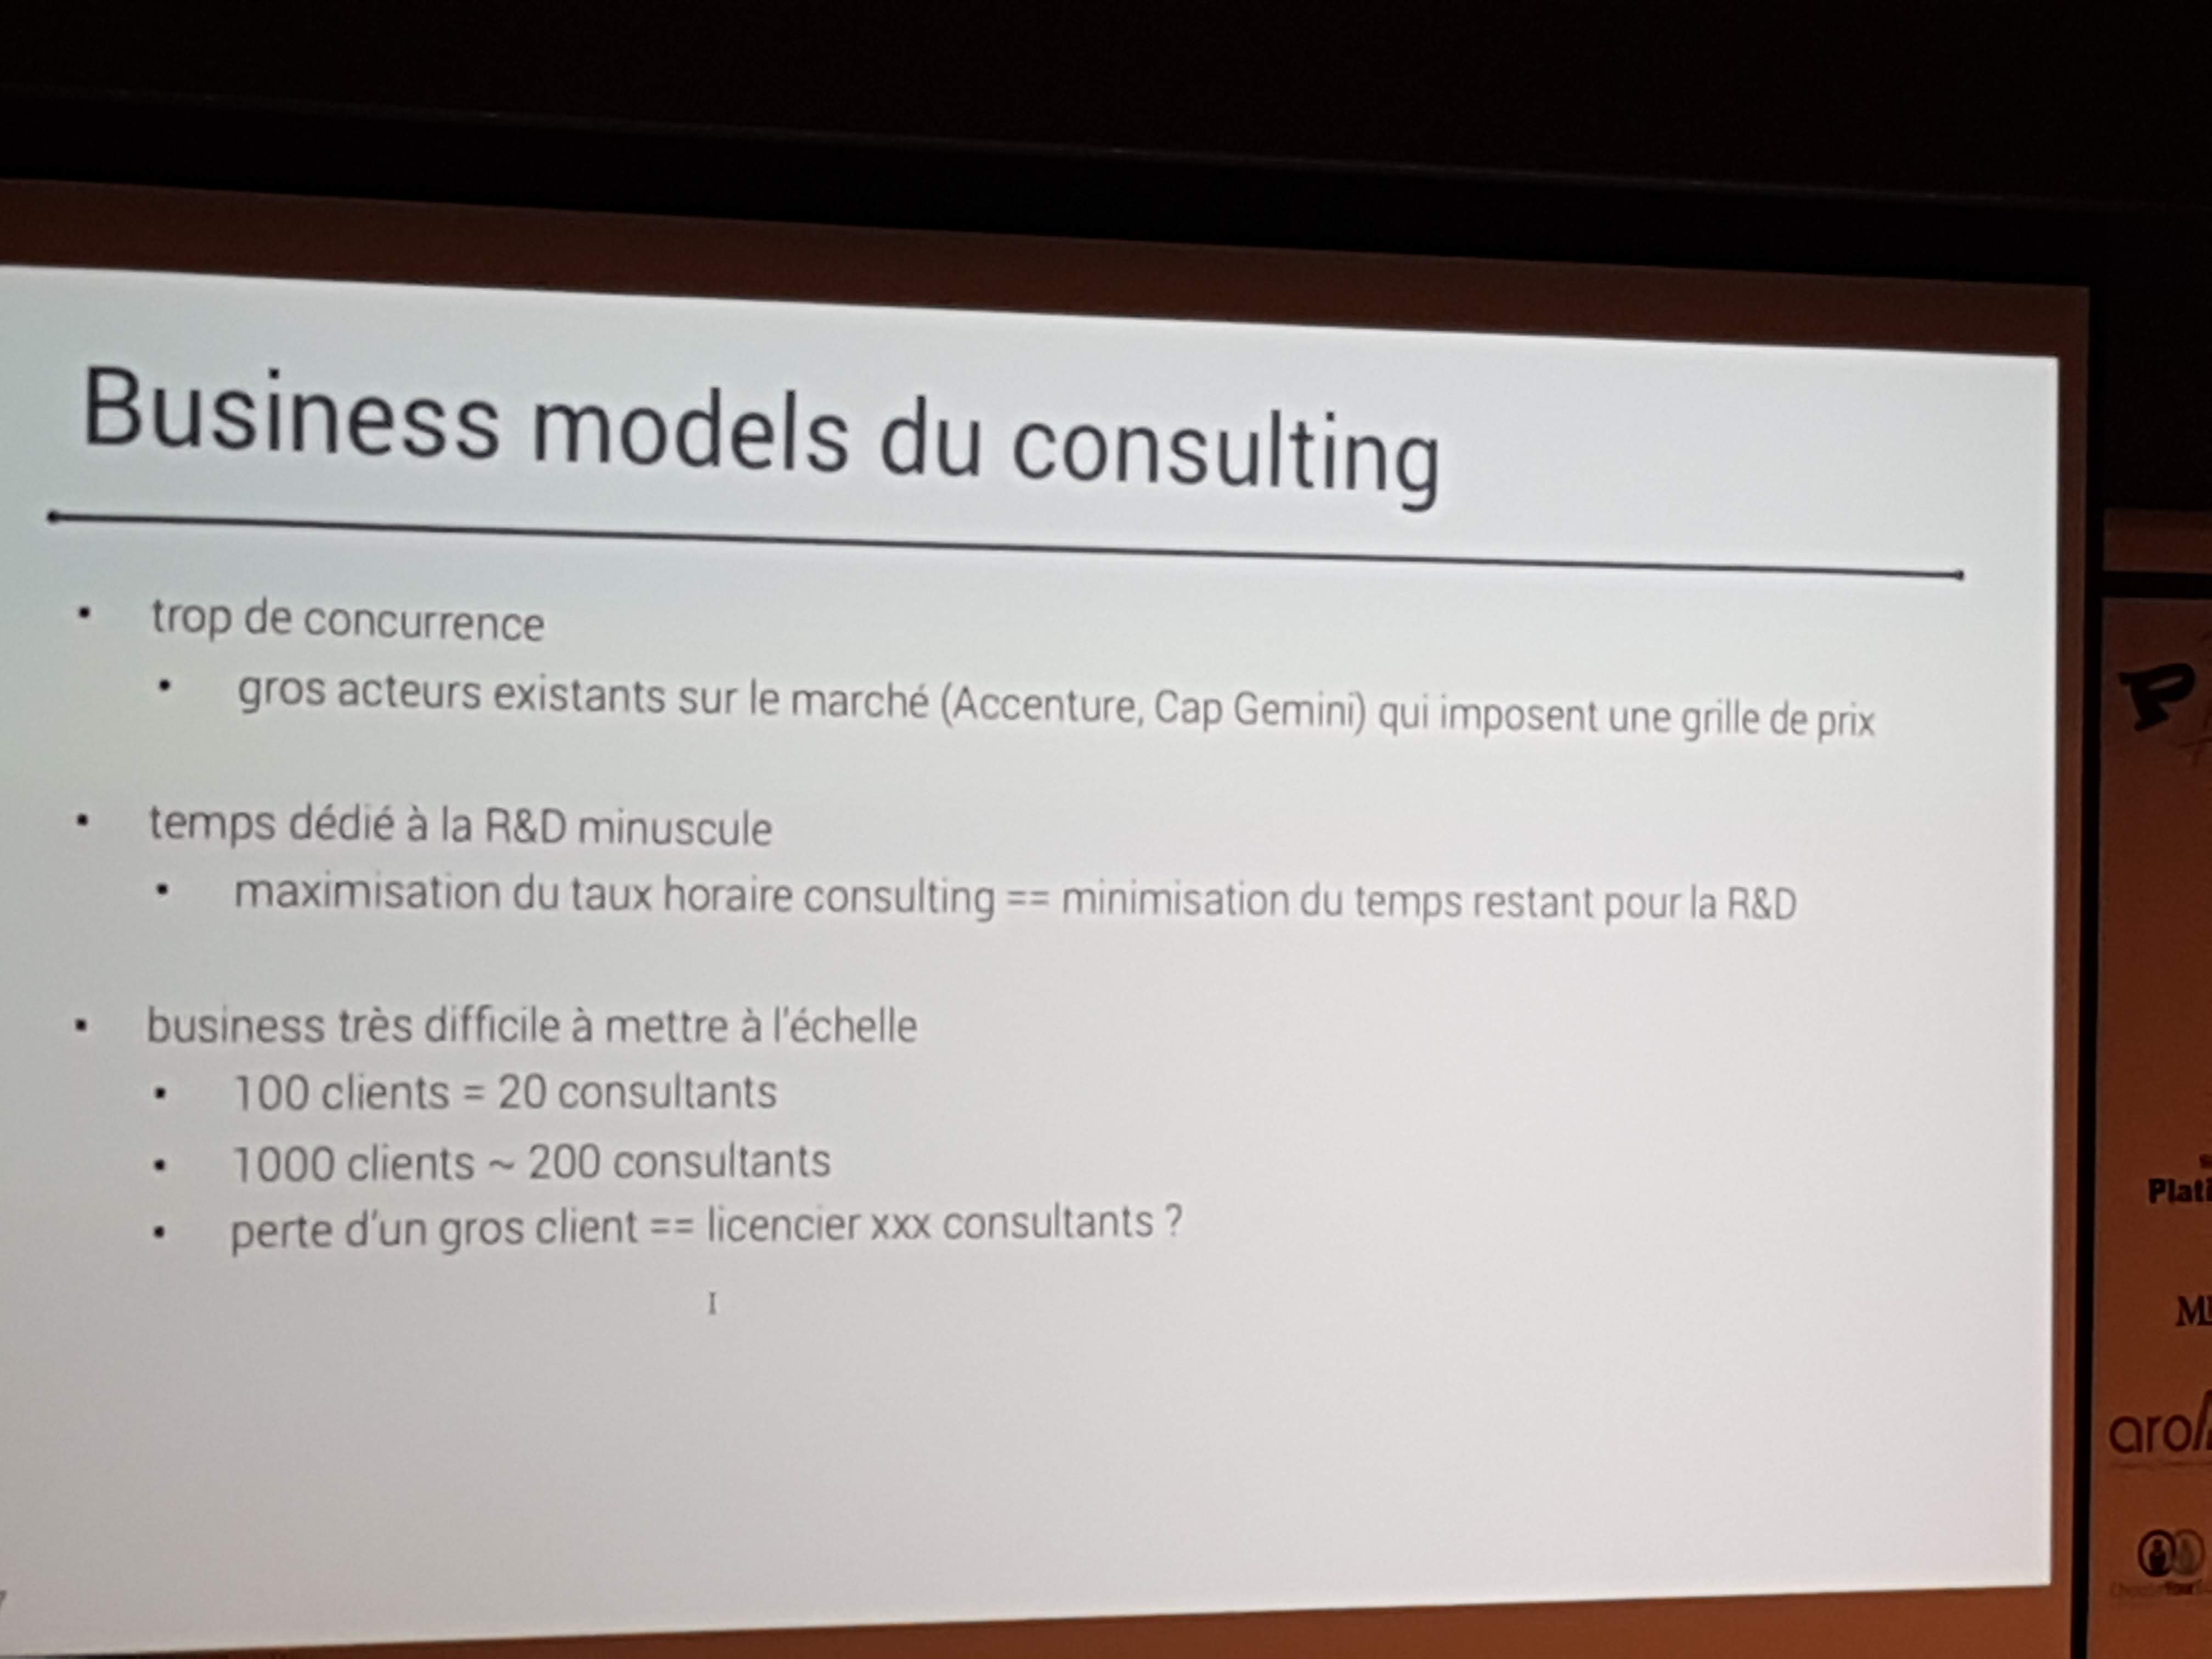 Business models du consulting
• trop de concurrence
• gros acteurs existants sur le marché (Accenture, Cap Gemini) qui imposent une grille de prix
• temps dédié à la R&D minuscule
• maximisation du taux horaire consulting == minimisation du temps restant pour la R&D
• business très difficile à mettre à l'échelle
• 100 clients = 20 consultants
• 1000 clients ~ 200 consultants
• perte d'un gros client == licencier xxx consultants ?
P
Plati